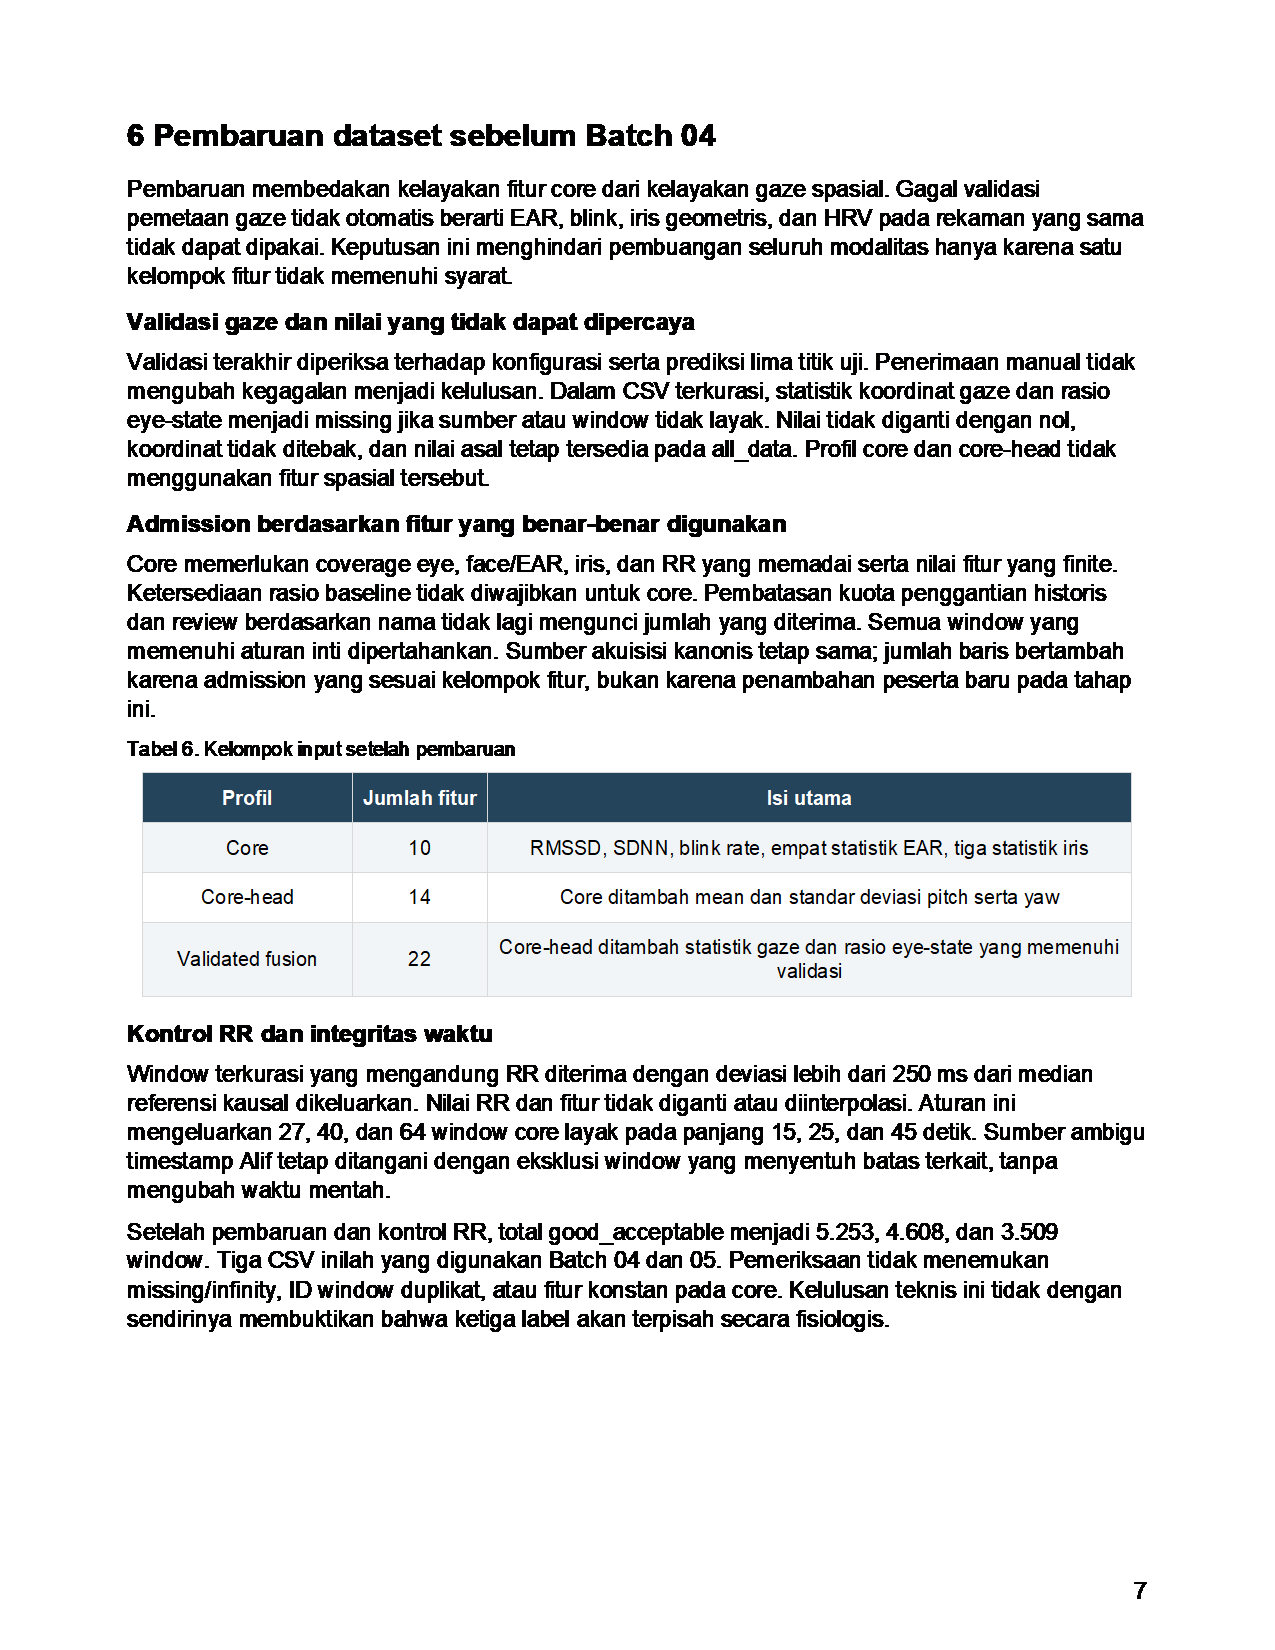 6 Pembaruan dataset sebelum Batch 04
Pembaruan membedakan kelayakan fitur core dari kelayakan gaze spasial. Gagal validasi
pemetaan gaze tidak otomatis berarti EAR, blink, iris geometris, dan HRV pada rekaman yang sama
tidak dapat dipakai. Keputusan ini menghindari pembuangan seluruh modalitas hanya karena satu
kelompok fitur tidak memenuhi syarat.
Validasi gaze dan nilai yang tidak dapat dipercaya
Validasi terakhir diperiksa terhadap konfigurasi serta prediksi lima titik uji. Penerimaan manual tidak
mengubah kegagalan menjadi kelulusan. Dalam CSV terkurasi, statistik koordinat gaze dan rasio
eye-state menjadi missing jika sumber atau window tidak layak. Nilai tidak diganti dengan nol,
koordinat tidak ditebak, dan nilai asal tetap tersedia pada all_data. Profil core dan core-head tidak
menggunakan fitur spasial tersebut.
Admission berdasarkan fitur yang benar-benar digunakan
Core memerlukan coverage eye, face/EAR, iris, dan RR yang memadai serta nilai fitur yang finite.
Ketersediaan rasio baseline tidak diwajibkan untuk core. Pembatasan kuota penggantian historis
dan review berdasarkan nama tidak lagi mengunci jumlah yang diterima. Semua window yang
memenuhi aturan inti dipertahankan. Sumber akuisisi kanonis tetap sama; jumlah baris bertambah
karena admission yang sesuai kelompok fitur, bukan karena penambahan peserta baru pada tahap
ini.
Tabel 6. Kelompok input setelah pembaruan
Profil Jumlah fitur Isi utama
Core 10 RMSSD, SDNN, blink rate, empat statistik EAR, tiga statistik iris
Core-head 14 Core ditambah mean dan standar deviasi pitch serta yaw
Validated fusion 22 Core-head ditambah statistik gaze dan rasio eye-state yang memenuhi
validasi
Kontrol RR dan integritas waktu
Window terkurasi yang mengandung RR diterima dengan deviasi lebih dari 250 ms dari median
referensi kausal dikeluarkan. Nilai RR dan fitur tidak diganti atau diinterpolasi. Aturan ini
mengeluarkan 27, 40, dan 64 window core layak pada panjang 15, 25, dan 45 detik. Sumber ambigu
timestamp Alif tetap ditangani dengan eksklusi window yang menyentuh batas terkait, tanpa
mengubah waktu mentah.
Setelah pembaruan dan kontrol RR, total good_acceptable menjadi 5.253, 4.608, dan 3.509
window. Tiga CSV inilah yang digunakan Batch 04 dan 05. Pemeriksaan tidak menemukan
missing/infinity, ID window duplikat, atau fitur konstan pada core. Kelulusan teknis ini tidak dengan
sendirinya membuktikan bahwa ketiga label akan terpisah secara fisiologis.
7